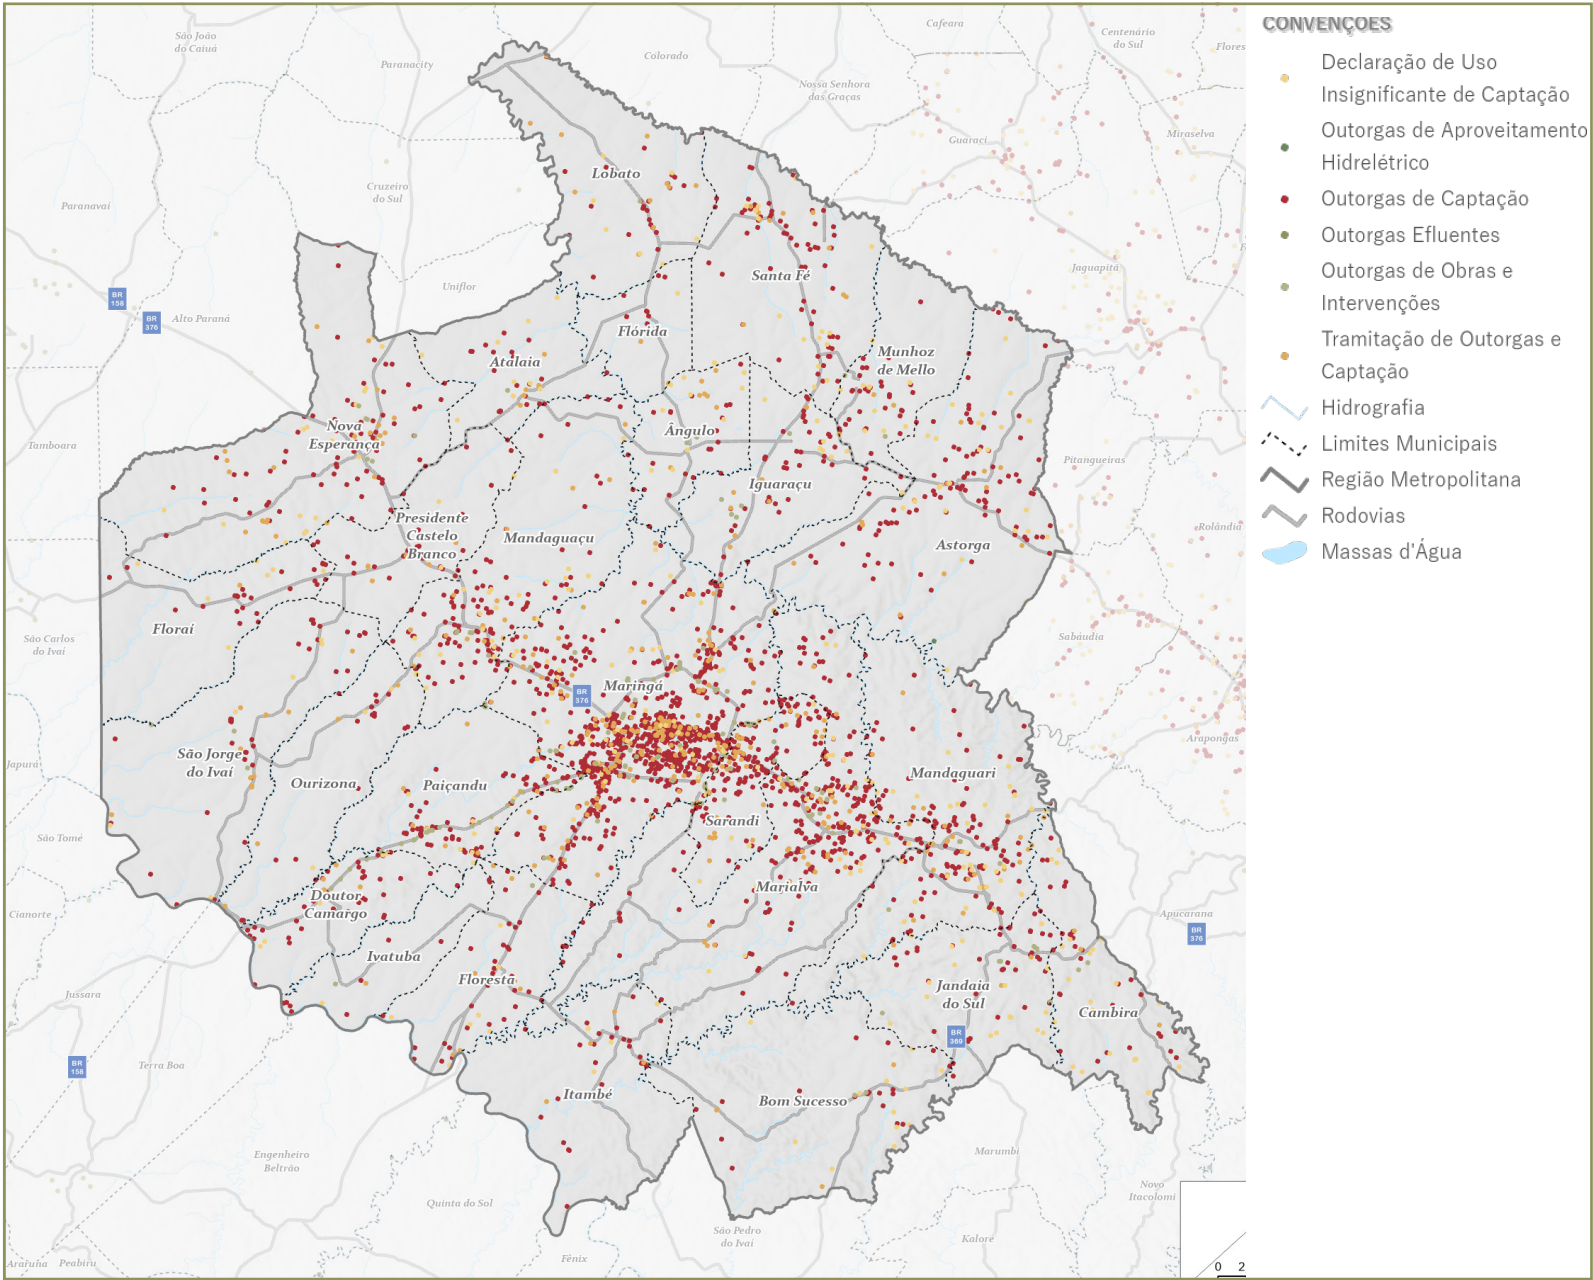 São João
do Caiuá
Cafeara
Centenário
do Sul
Flores
Paranacity
Colorado
Nossa Senhora
das Graças
Guaraci
Miraselva
Lobato
Cruzeiro
do Sul
Paranavaí
Santa Fé
Jaguapitã
Uniflor
BR
158
BR
376
Alto Paraná
Flórida
Atalaia
Munhoz
de Mello
Nova
Esperança
Ângulo
Tamboara
Pitangueiras
Iguaraçu
Presidente
Castelo
Branco
Mandaguaçu
Astorga
Rolândia
Floraí
São Carlos
do Ivaí
Sabáudia
Maringá
BR
376
Arapongas
São Jorge
do Ivaí
Japurá
Ourizona
Paiçandu
Mandaguari
Sarandi
São Tomé
Marialva
Doutor
Camargo
Cianorte
Apucarana
BR
376
Ivatuba
Floresta
Jussara
Jandaia
do Sul
Cambira
BR
369
BR
158
Terra Boa
Itambé
Bom Sucesso
Engenheiro
Beltrão
Marumbi
Novo
Itacolomi
Quinta do Sol
São Pedro
do Ivaí
Kaloré
Fênix
Araruna
Peabiru
0 2
CONVENÇÕES
Declaração de Uso
Insignificante de Captação
Outorgas de Aproveitamento
Hidrelétrico
Outorgas de Captação
Outorgas Efluentes
Outorgas de Obras e
Intervenções
Tramitação de Outorgas e
Captação
Hidrografia
Limites Municipais
Região Metropolitana
Rodovias
Massas d'Água